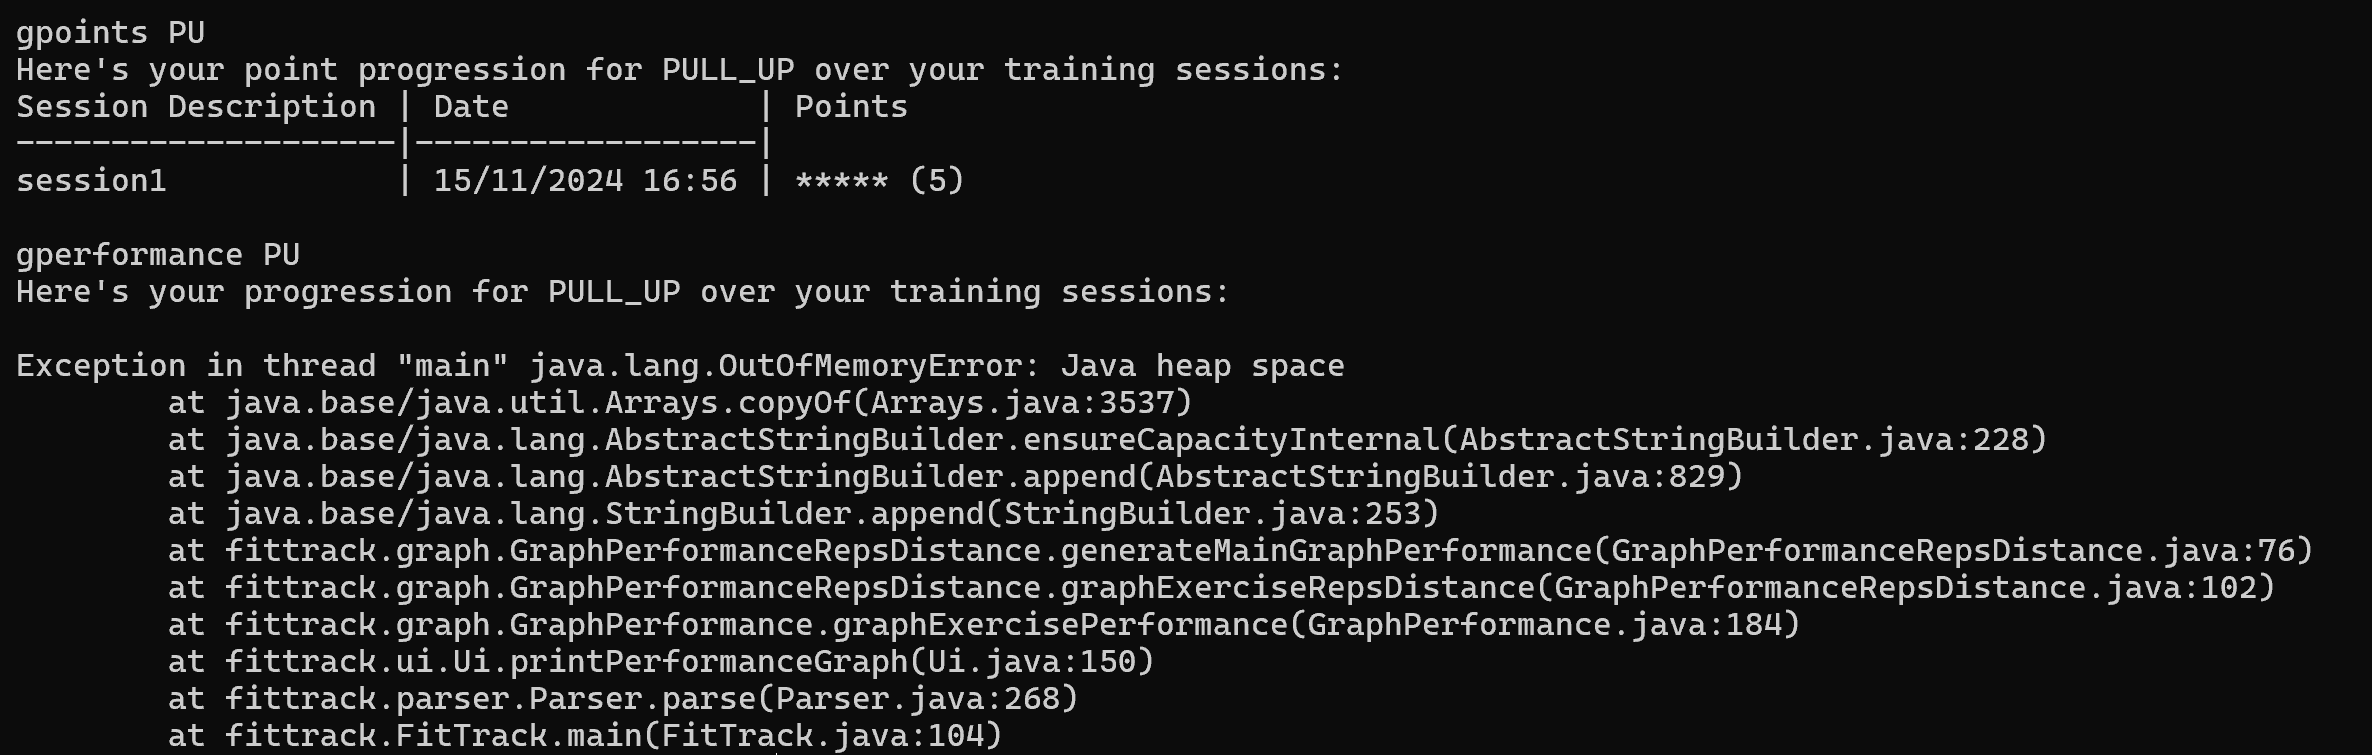 gpoints PU
Here's your point progression for PULL_UP over your training sessions:
Session Description | Date             | Points
--------------------|------------------|
session1            | 15/11/2024 16:56 | ***** (5)
gperformance PU
Here's your progression for PULL_UP over your training sessions:
Exception in thread "main" java.lang.OutOfMemoryError: Java heap space
        at java.base/java.util.Arrays.copyOf(Arrays.java:3537)
        at java.base/java.lang.AbstractStringBuilder.ensureCapacityInternal(AbstractStringBuilder.java:228)
        at java.base/java.lang.AbstractStringBuilder.append(AbstractStringBuilder.java:829)
        at java.base/java.lang.StringBuilder.append(StringBuilder.java:253)
        at fittrack.graph.GraphPerformanceRepsDistance.generateMainGraphPerformance(GraphPerformanceRepsDistance.java:76)
        at fittrack.graph.GraphPerformanceRepsDistance.graphExerciseRepsDistance(GraphPerformanceRepsDistance.java:102)
        at fittrack.graph.GraphPerformance.graphExercisePerformance(GraphPerformance.java:184)
        at fittrack.ui.Ui.printPerformanceGraph(Ui.java:150)
        at fittrack.parser.Parser.parse(Parser.java:268)
        at fittrack.FitTrack.main(FitTrack.java:104)